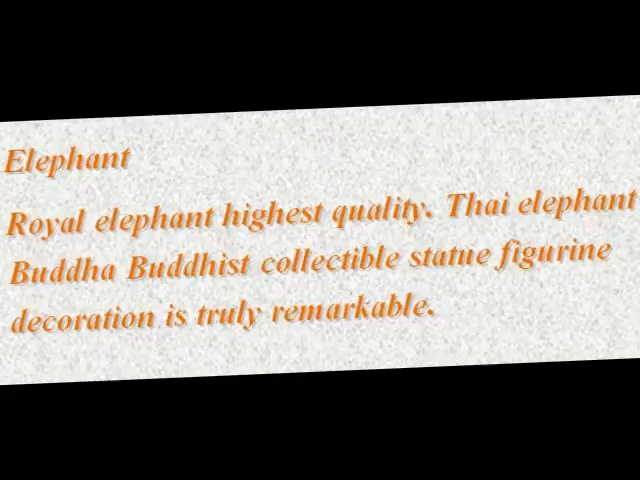 Elephant
Royal elephant highest quality. Thai elephant
Buddha Buddhist collectible statue figurine
decoration is truly remarkable.